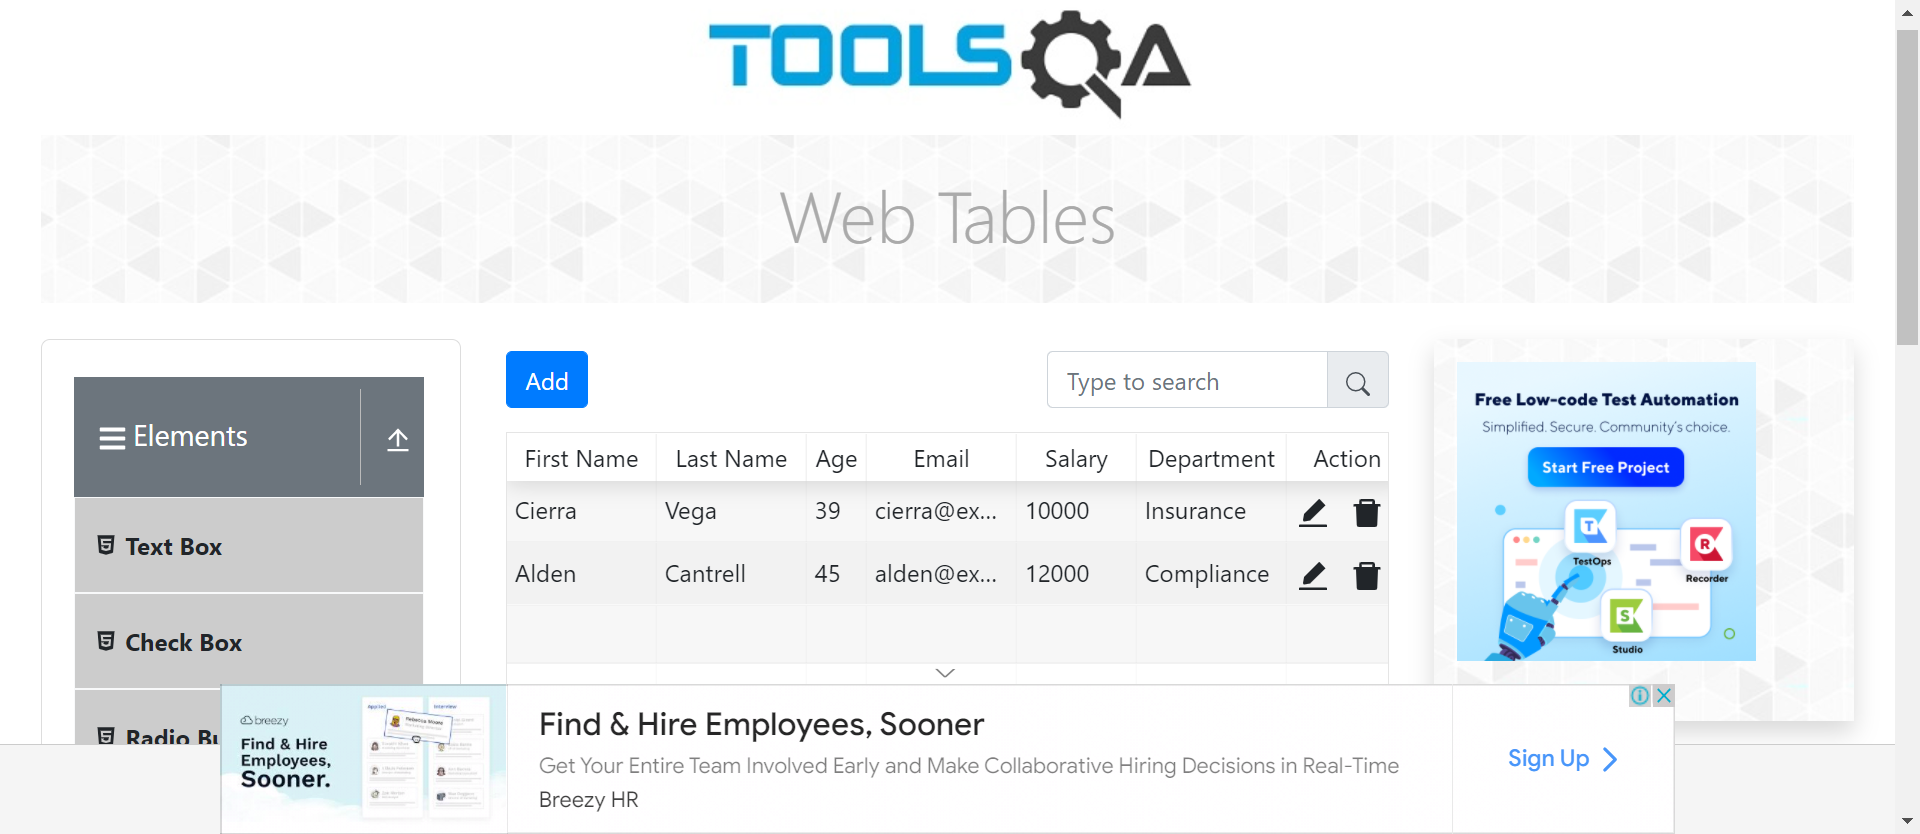 TOOLSQA
Web Tables
Elements
Text Box
Check Box
Add
Type to search
First Name Last Name Age Email Salary Department Action
Cierra Vega 39 cierra@ex... 10000 Insurance
Alden Cantrell 45 alden@ex... 12000 Compliance
Free Low-code Test Automation
Simplified. Secure. Community's choice.
Start Free Project
TestOps
Recorder
Studio
Radio Bu
breezy
Find & Hire
Employees,
Sooner.
Applied
Interview
Find & Hire Employees, Sooner
Get Your Entire Team Involved Early and Make Collaborative Hiring Decisions in Real-Time
Breezy HR
Sign Up